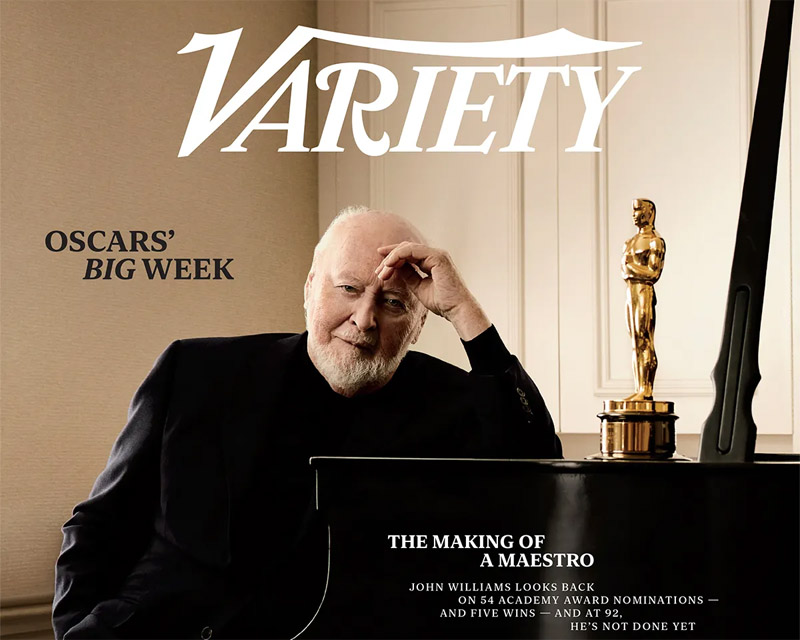 VARIETY
OSCARS’
BIG WEEK
THE MAKING OF
A MAESTRO
JOHN WILLIAMS LOOKS BACK
ON 54 ACADEMY AWARD NOMINATIONS —
AND FIVE WINS — AND AT 92,
HE’S NOT DONE YET